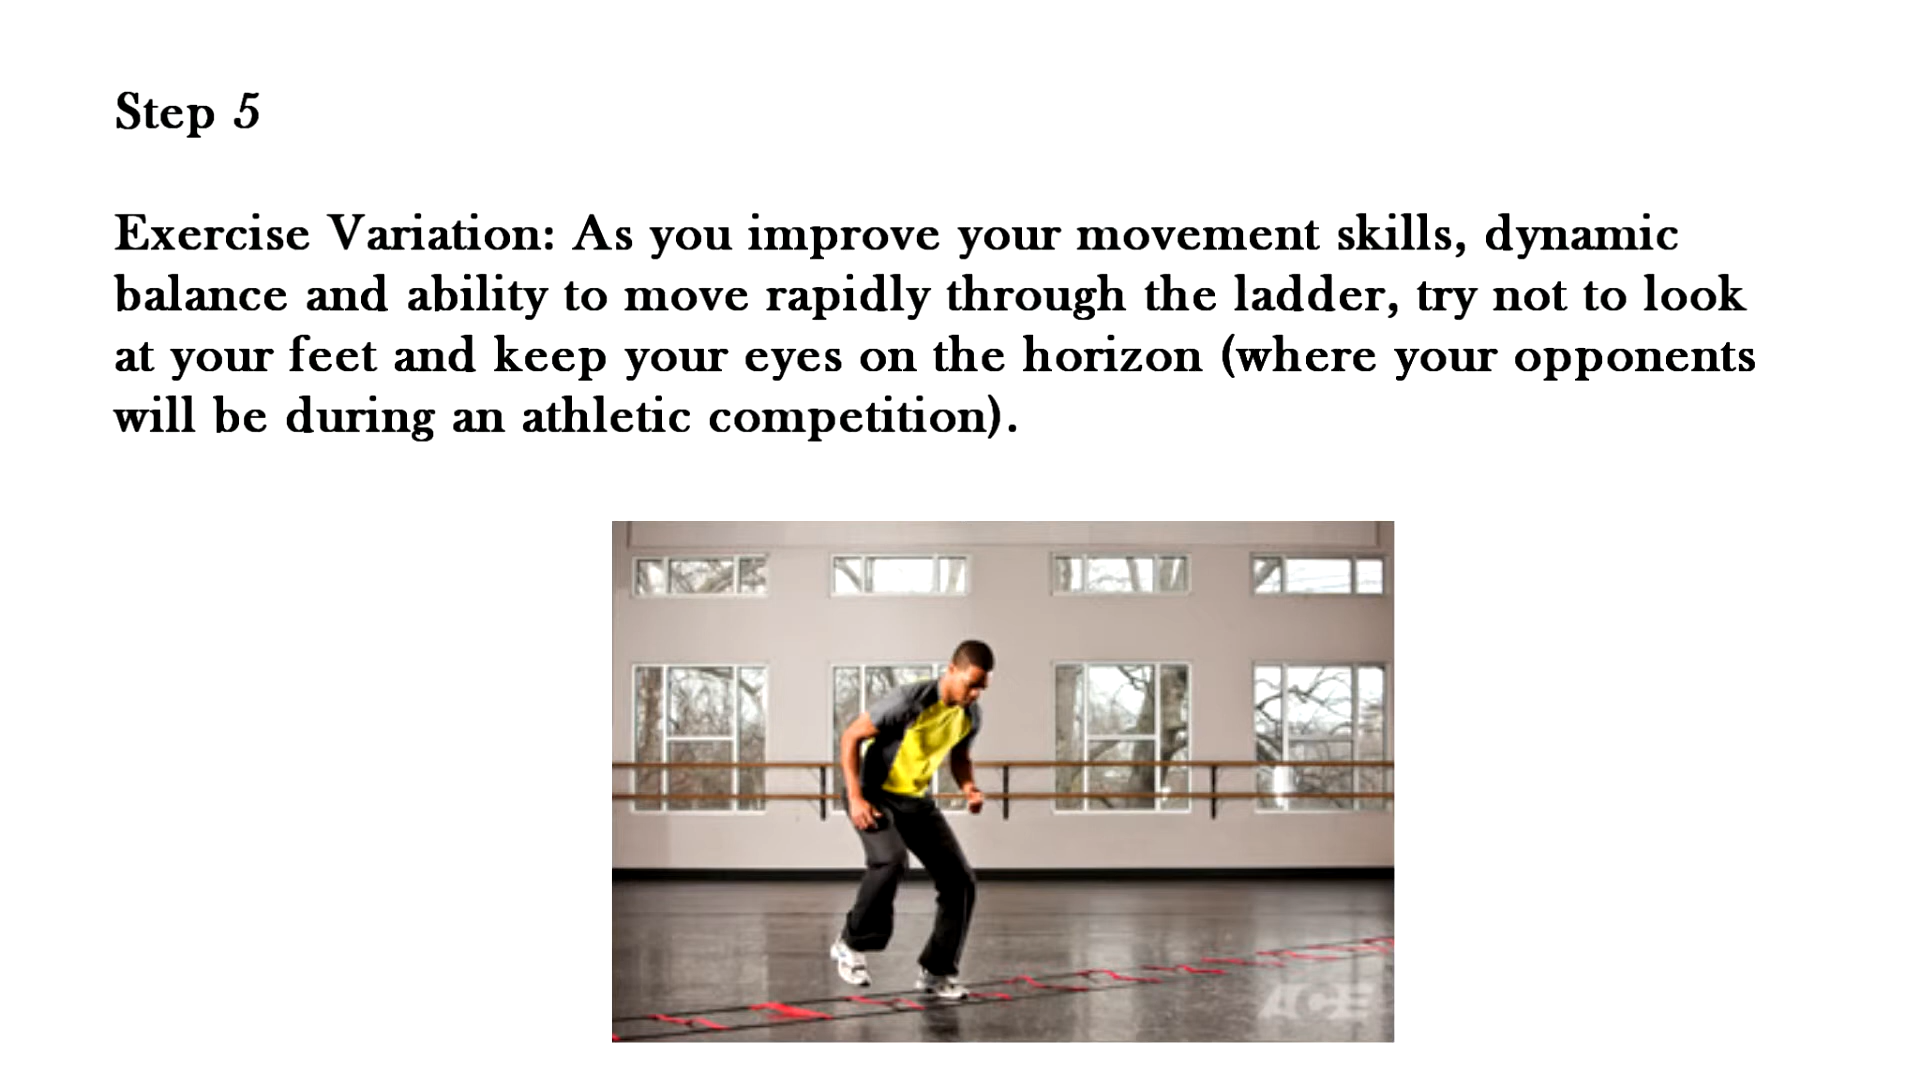 Step 5
Exercise Variation: As you improve your movement skills, dynamic
balance and ability to move rapidly through the ladder, try not to look
at your feet and keep your eyes on the horizon (where your opponents
will be during an athletic competition).
ACE